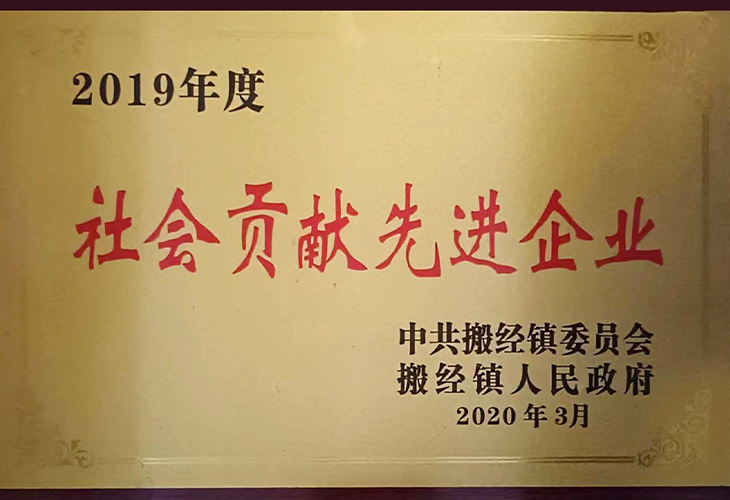 2019年度
社会贡献先进企业
中共搬经镇委员会
搬经镇人民政府
2020年3月